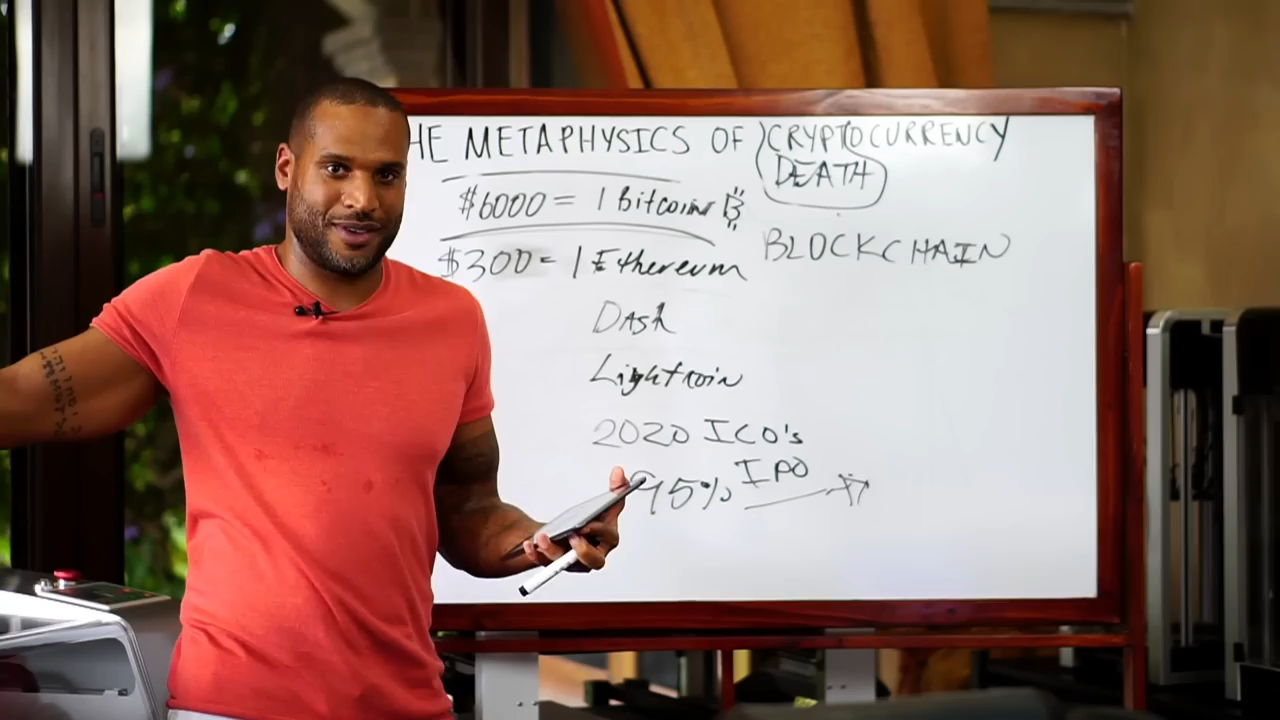 HE METAPHYSICS OF CRYPTOCURRENCY
DEATH
$6000 = 1 Bitcoin ₿
$300 = 1 Ethereum
BLOCKCHAIN
DASH
Lightcoin
2020 ICO's
95% IPO